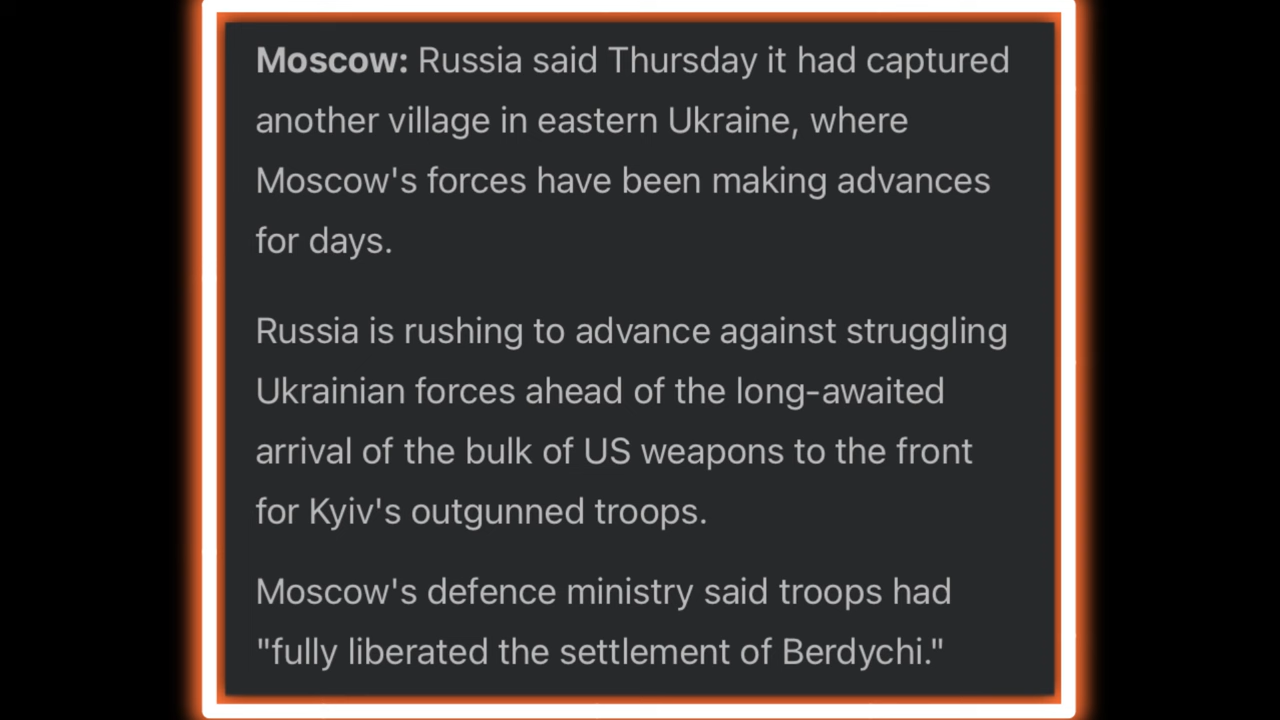 Moscow: Russia said Thursday it had captured
another village in eastern Ukraine, where
Moscow's forces have been making advances
for days.
Russia is rushing to advance against struggling
Ukrainian forces ahead of the long-awaited
arrival of the bulk of US weapons to the front
for Kyiv's outgunned troops.
Moscow's defence ministry said troops had
"fully liberated the settlement of Berdychi."